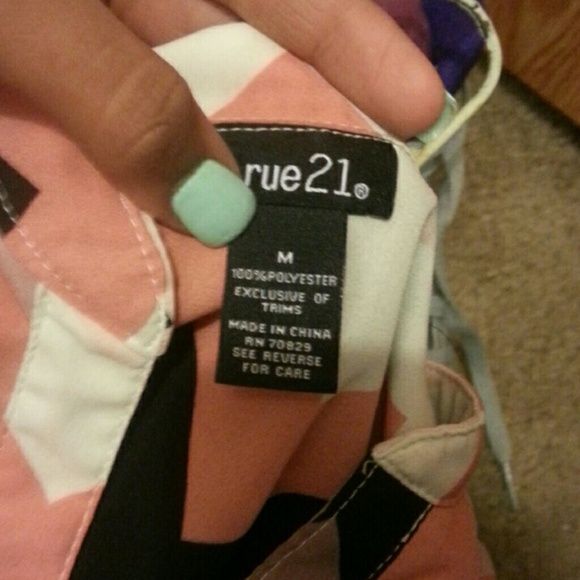 rue21®
M
100%POLYESTER
EXCLUSIVE OF
TRIMS
MADE IN CHINA
RN 70829
SEE REVERSE
FOR CARE